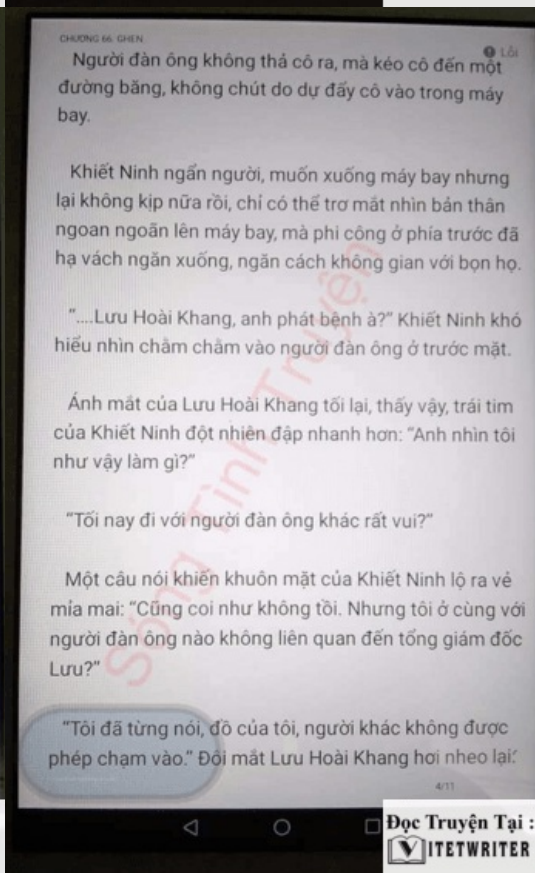 CHƯƠNG 66: GHEN
Lỗi
Người đàn ông không thả cô ra, mà kéo cô đến một
đường băng, không chút do dự đẩy cô vào trong máy
bay.
Khiết Ninh ngẩn người, muốn xuống máy bay nhưng
lại không kịp nữa rồi, chỉ có thể trơ mắt nhìn bản thân
ngoan ngoãn lên máy bay, mà phi công ở phía trước đã
hạ vách ngăn xuống, ngăn cách không gian với bọn họ.
"....Lưu Hoài Khang, anh phát bệnh à?" Khiết Ninh khó
hiểu nhìn chằm chằm vào người đàn ông ở trước mặt.
Ánh mắt của Lưu Hoài Khang tối lại, thấy vậy, trái tim
của Khiết Ninh đột nhiên đập nhanh hơn: "Anh nhìn tôi
như vậy làm gì?"
"Tối nay đi với người đàn ông khác rất vui?"
Một câu nói khiến khuôn mặt của Khiết Ninh lộ ra vẻ
mỉa mai: "Cũng coi như không tồi. Nhưng tôi ở cùng với
người đàn ông nào không liên quan đến tổng giám đốc
Lưu?"
"Tôi đã từng nói, đồ của tôi, người khác không được
phép chạm vào." Đôi mắt Lưu Hoài Khang hơi nheo lại:
4/11
Sóng Tình Truyện
Đọc Truyện Tại :
VITETWRITER